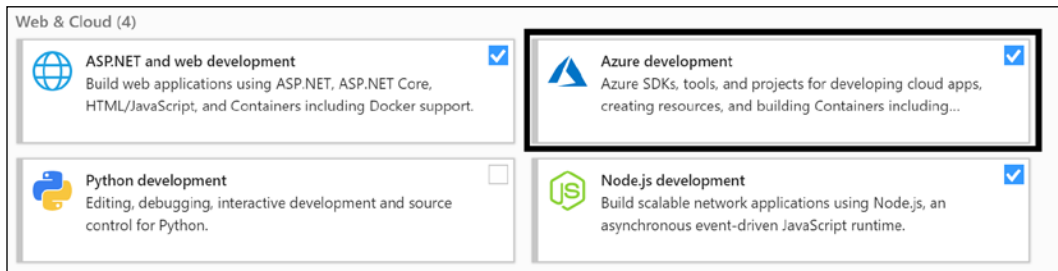 Web & Cloud (4)
ASP.NET and web development
Build web applications using ASP.NET, ASP.NET Core,
HTML/JavaScript, and Containers including Docker support.
Azure development
Azure SDKs, tools, and projects for developing cloud apps,
creating resources, and building Containers including...
Python development
Editing, debugging, interactive development and source
control for Python.
JS
Node.js development
Build scalable network applications using Node.js, an
asynchronous event-driven JavaScript runtime.